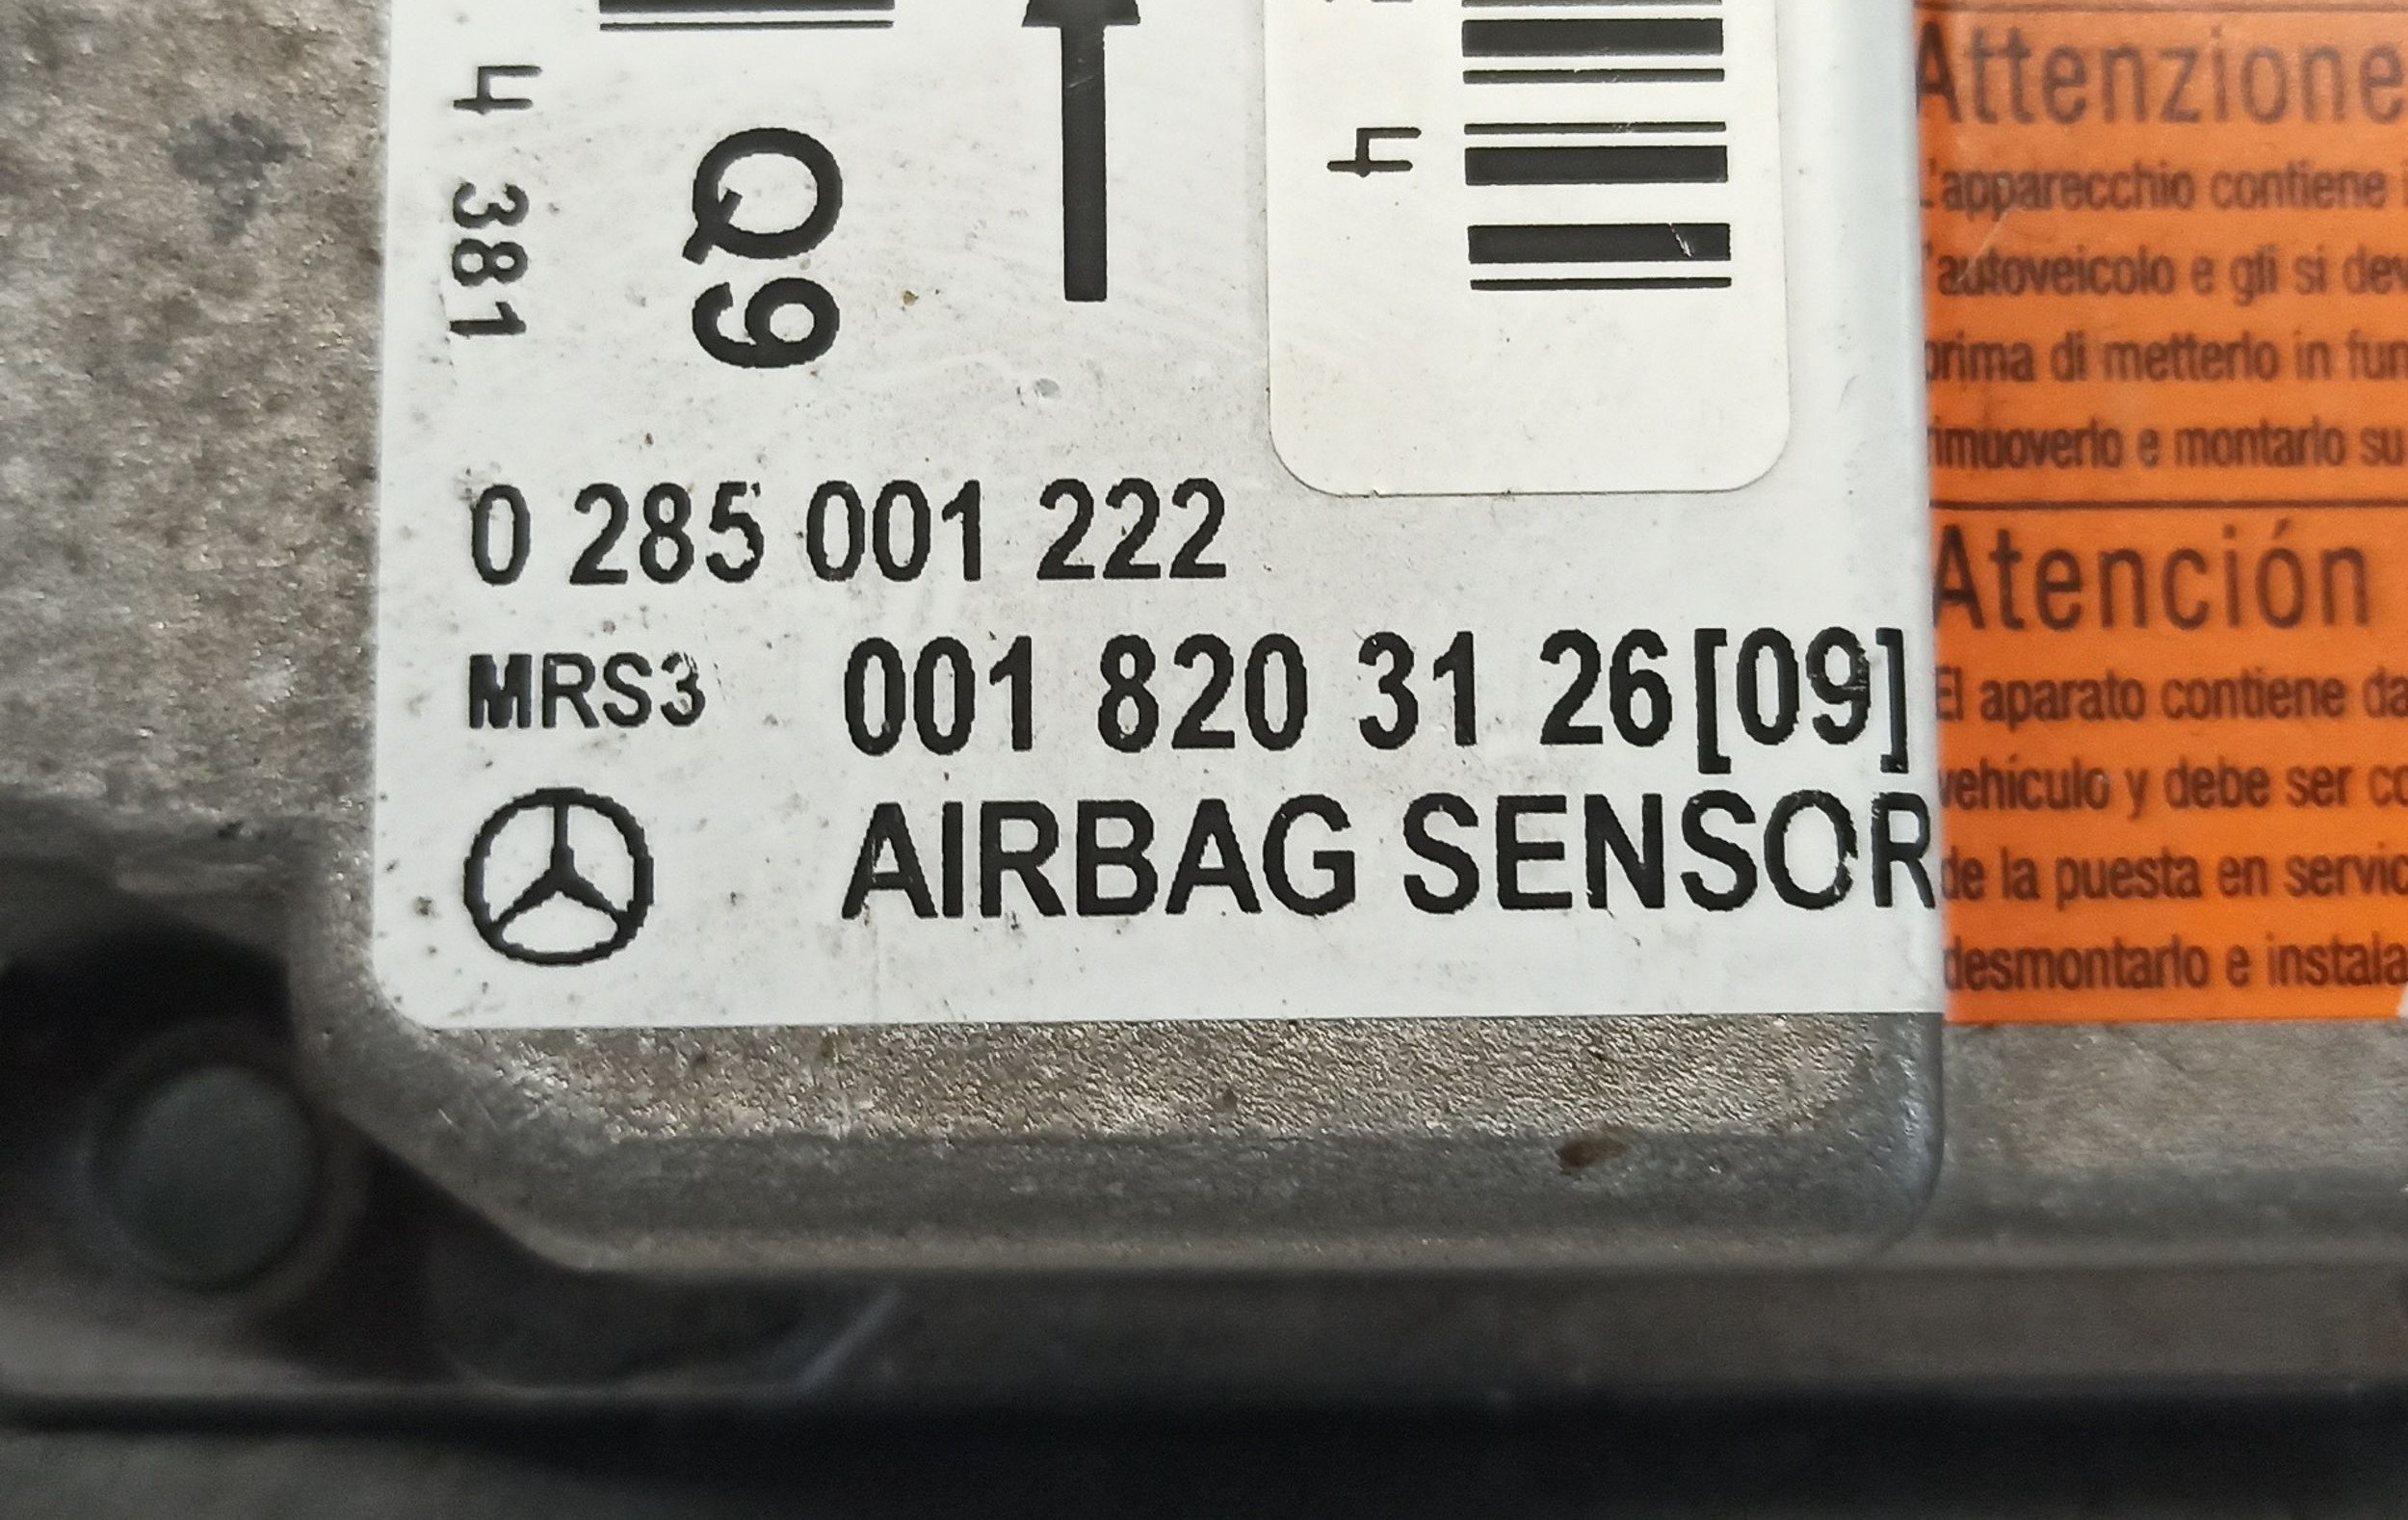 4 381
Q9
4
0 285 001 222
MRS3 001 820 31 26[09]
AIRBAG SENSOR
Attenzione
L'apparecchio contiene
l'autoveicolo e gli si dev
prima di metterlo in fun
rimuoverlo e montarlo su
Atención
El aparato contiene da
vehículo y debe ser co
de la puesta en servic
desmontarlo e instala